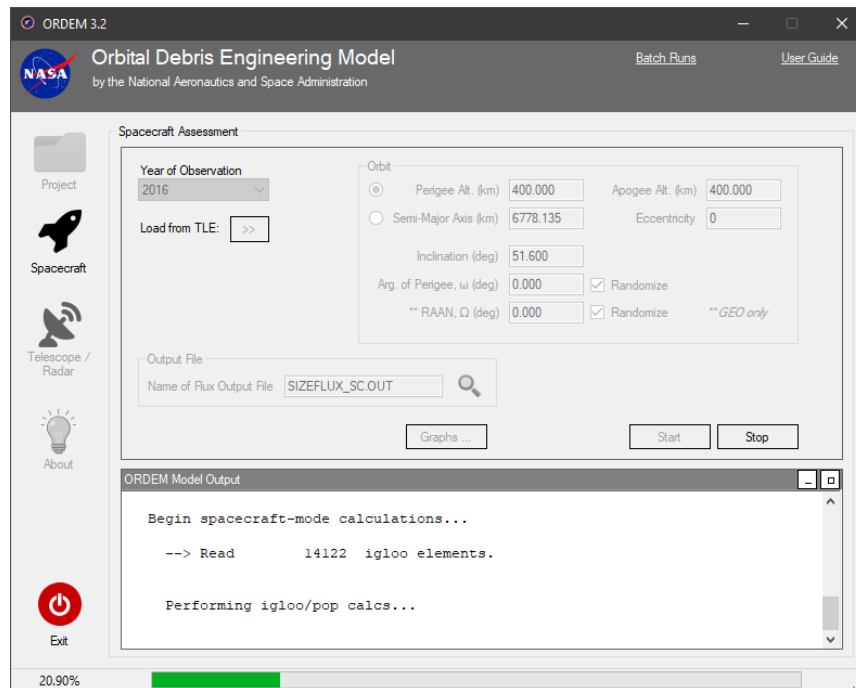 ORDEM 3.2
NASA
Orbital Debris Engineering Model
by the National Aeronautics and Space Administration
Batch Runs
User Guide
Project
Spacecraft
Telescope /
Radar
About
Exit
Spacecraft Assessment
Year of Observation
2016
Load from TLE: >>
Orbit
Perigee Alt. (km) 400.000 Apogee Alt. (km) 400.000
Semi-Major Axis (km) 6778.135 Eccentricity 0
Inclination (deg) 51.600
Arg. of Perigee, ω (deg) 0.000 Randomize
** RAAN, Ω (deg) 0.000 Randomize **GEO only
Output File
Name of Flux Output File SIZEFLUX_SC.OUT
Graphs ... Start Stop
ORDEM Model Output
Begin spacecraft-mode calculations...
--> Read 14122 igloo elements.
Performing igloo/pop calcs...
20.90%